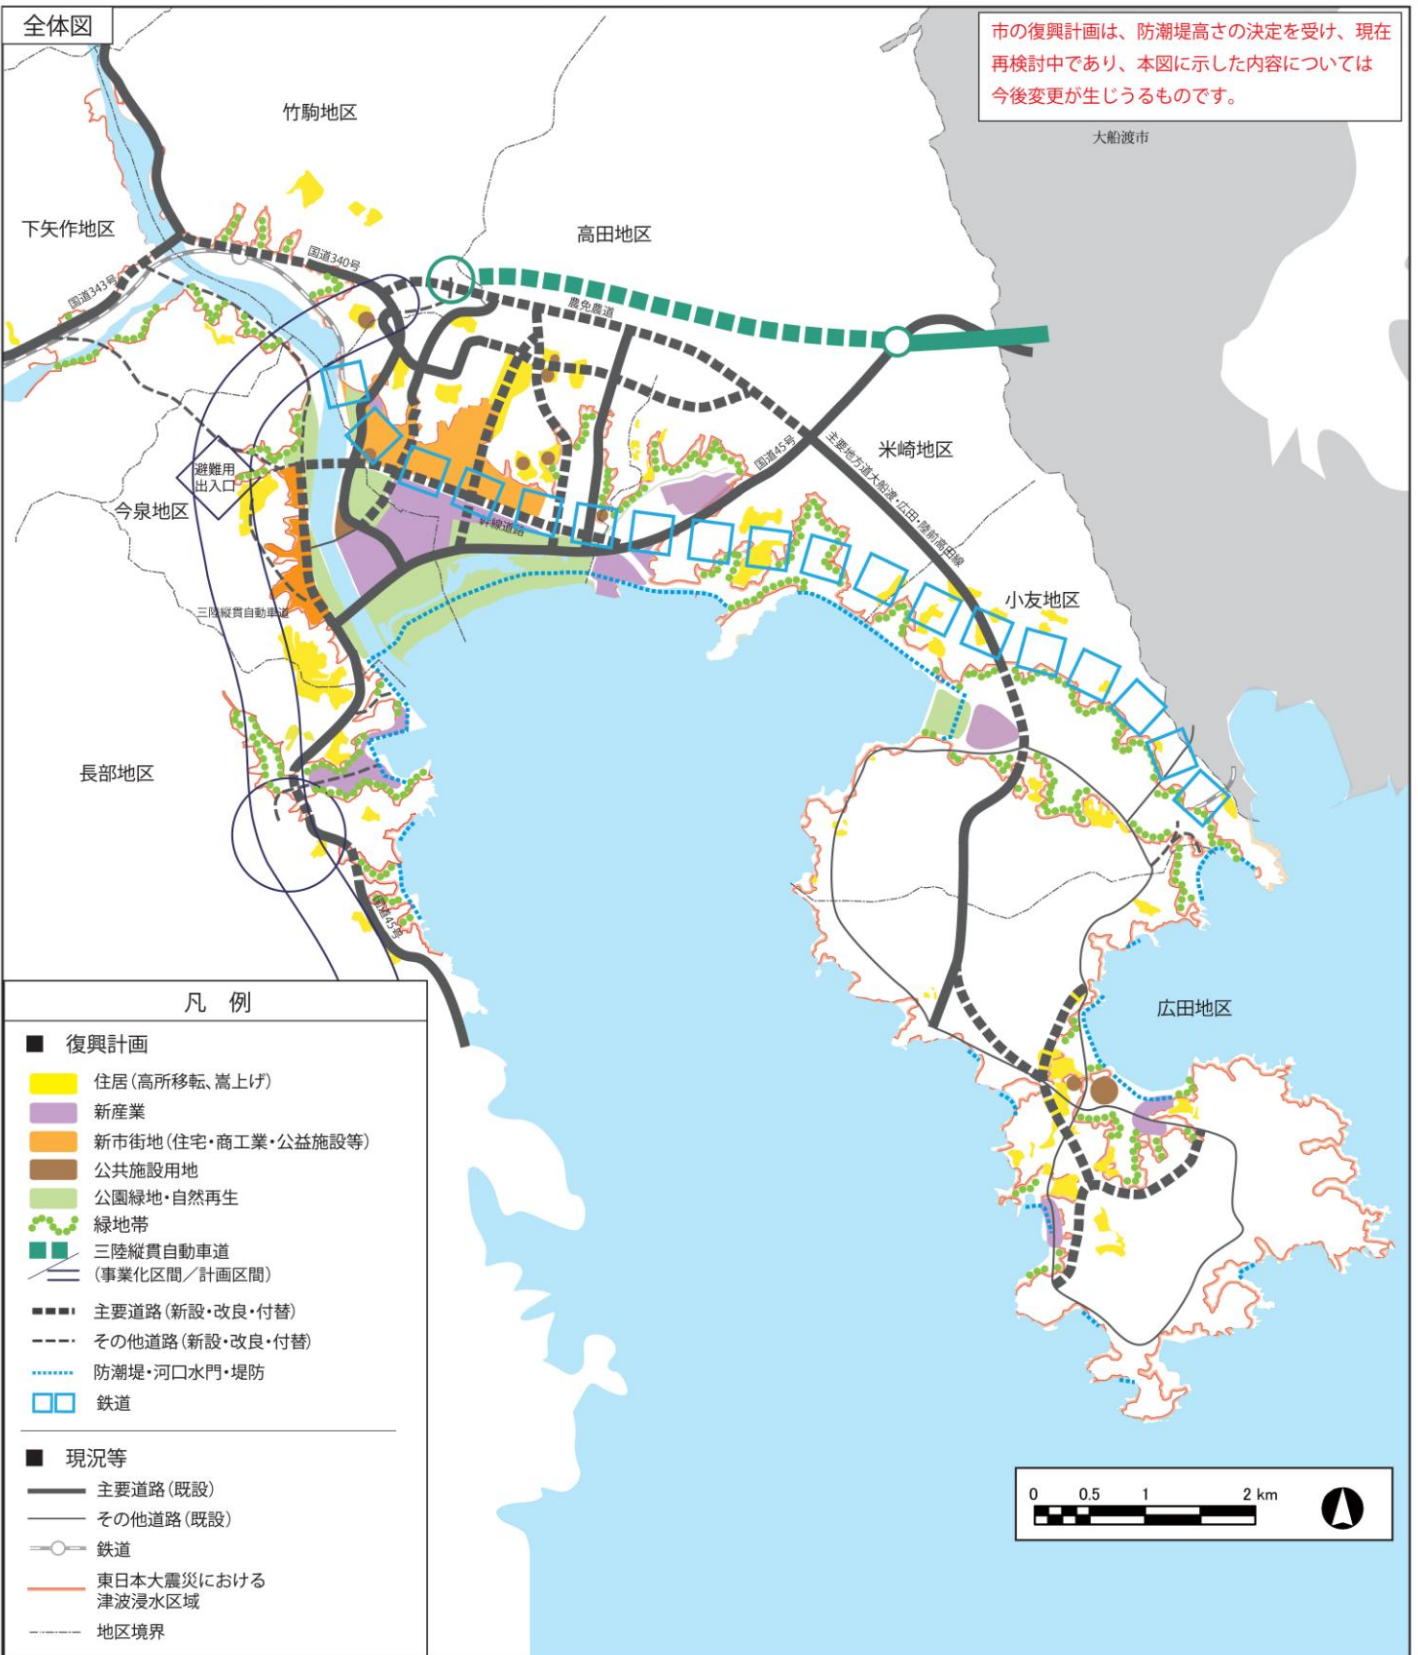 全体図
市の復興計画は、防潮堤高さの決定を受け、現在
再検討中であり、本図に示した内容については
今後変更が生じうるものです。
大船渡市
竹駒地区
下矢作地区
高田地区
国道340号
国道343号
農免農道
米崎地区
国道45号
主要地方道大船渡・広田・陸前高田線
避難用
出入口
今泉地区
幹線道路
三陸縦貫自動車道
小友地区
長部地区
国道45号
広田地区
凡 例
■ 復興計画
住居(高所移転、嵩上げ)
新産業
新市街地(住宅・商工業・公益施設等)
公共施設用地
公園緑地・自然再生
緑地帯
三陸縦貫自動車道
(事業化区間/計画区間)
主要道路(新設・改良・付替)
その他道路(新設・改良・付替)
防潮堤・河口水門・堤防
鉄道
■ 現況等
主要道路(既設)
その他道路(既設)
鉄道
東日本大震災における
津波浸水区域
地区境界
0 0.5 1 2 km